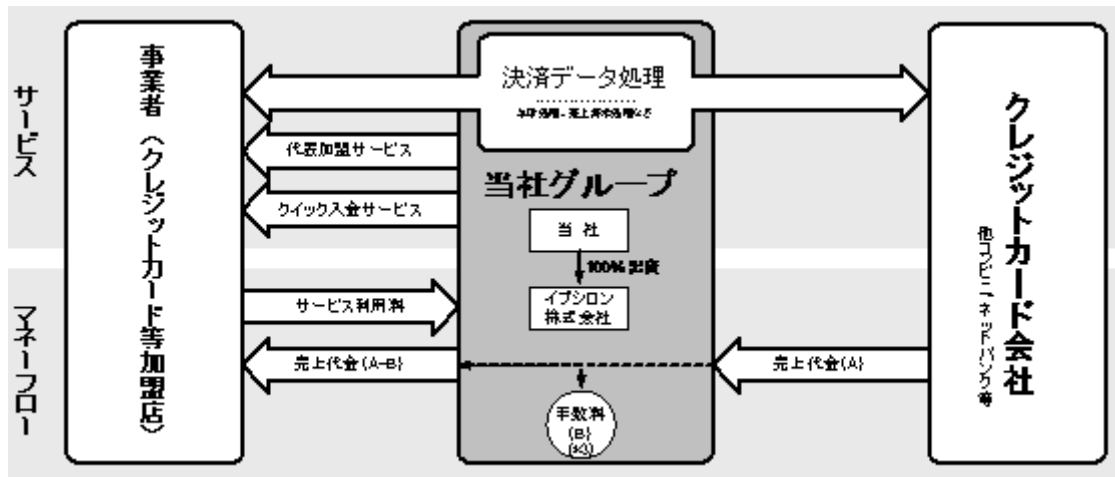 サービス
マネーフロー
事業者（クレジットカード等加盟店）
決済データ処理
代表加盟サービス
クイック入金サービス
当社グループ
当社
100%出資
イプシロン
株式会社
サービス利用料
売上代金(A-B)
売上代金(A)
手数料
(B)
(※3)
クレジットカード会社
他コンビニ、ネットバンク等